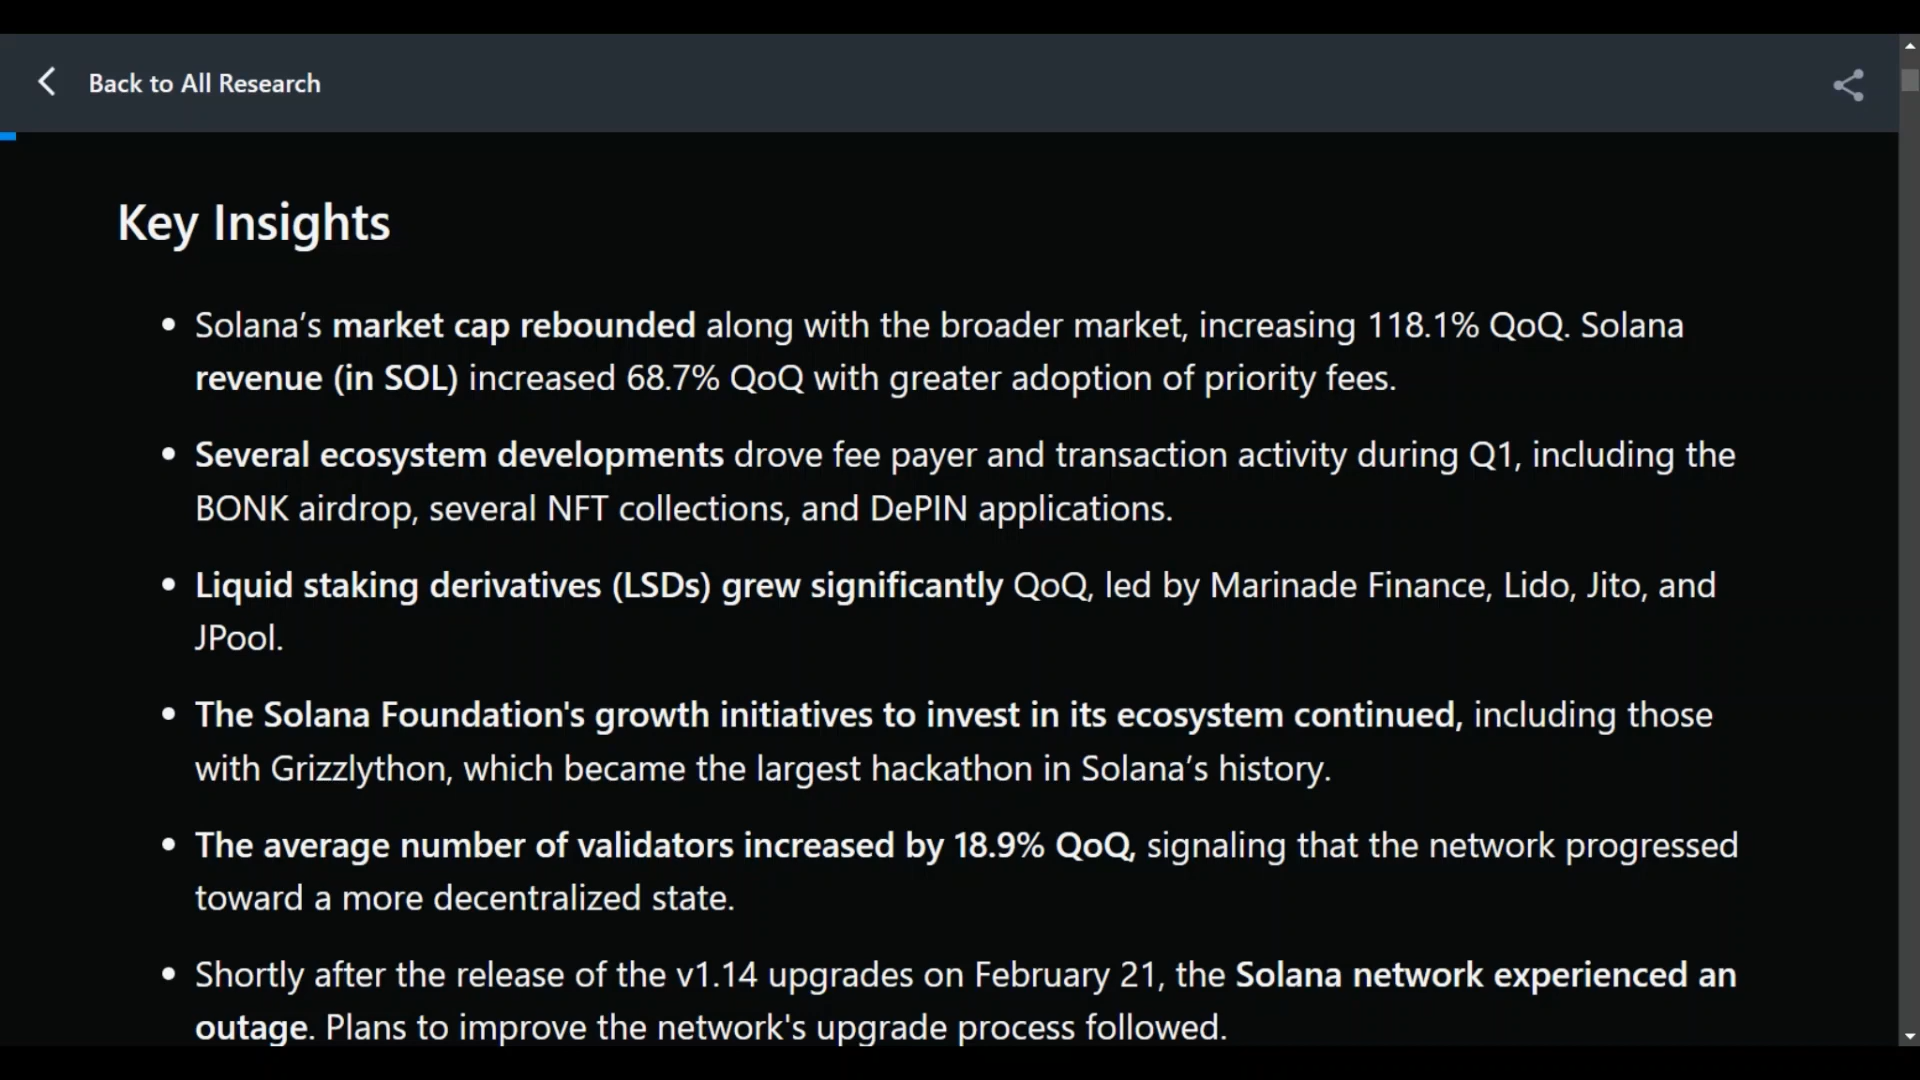 Back to All Research
Key Insights
• Solana’s market cap rebounded along with the broader market, increasing 118.1% QoQ. Solana
revenue (in SOL) increased 68.7% QoQ with greater adoption of priority fees.
• Several ecosystem developments drove fee payer and transaction activity during Q1, including the
BONK airdrop, several NFT collections, and DePIN applications.
• Liquid staking derivatives (LSDs) grew significantly QoQ, led by Marinade Finance, Lido, Jito, and
JPool.
• The Solana Foundation's growth initiatives to invest in its ecosystem continued, including those
with Grizzlython, which became the largest hackathon in Solana’s history.
• The average number of validators increased by 18.9% QoQ, signaling that the network progressed
toward a more decentralized state.
• Shortly after the release of the v1.14 upgrades on February 21, the Solana network experienced an
outage. Plans to improve the network's upgrade process followed.